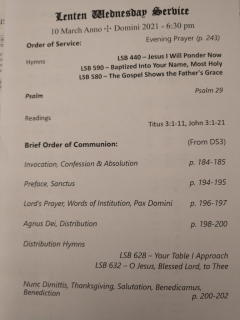 Lenten Wednesday Service
10 March Anno ✢ Domini 2021 - 6:30 pm
Order of Service: Evening Prayer (p. 243)
Hymns LSB 440 – Jesus I Will Ponder Now
LSB 590 – Baptized Into Your Name, Most Holy
LSB 580 – The Gospel Shows the Father's Grace
Psalm Psalm 29
Readings
Titus 3:1-11, John 3:1-21
Brief Order of Communion: (From DS3)
Invocation, Confession & Absolution p. 184-185
Preface, Sanctus p. 194-195
Lord's Prayer, Words of Institution, Pax Domini p. 196-197
Agnus Dei, Distribution p. 198-200
Distribution Hymns
LSB 628 – Your Table I Approach
LSB 632 – O Jesus, Blessed Lord, to Thee
Nunc Dimittis, Thanksgiving, Salutation, Benedicamus,
Benediction p. 200-202